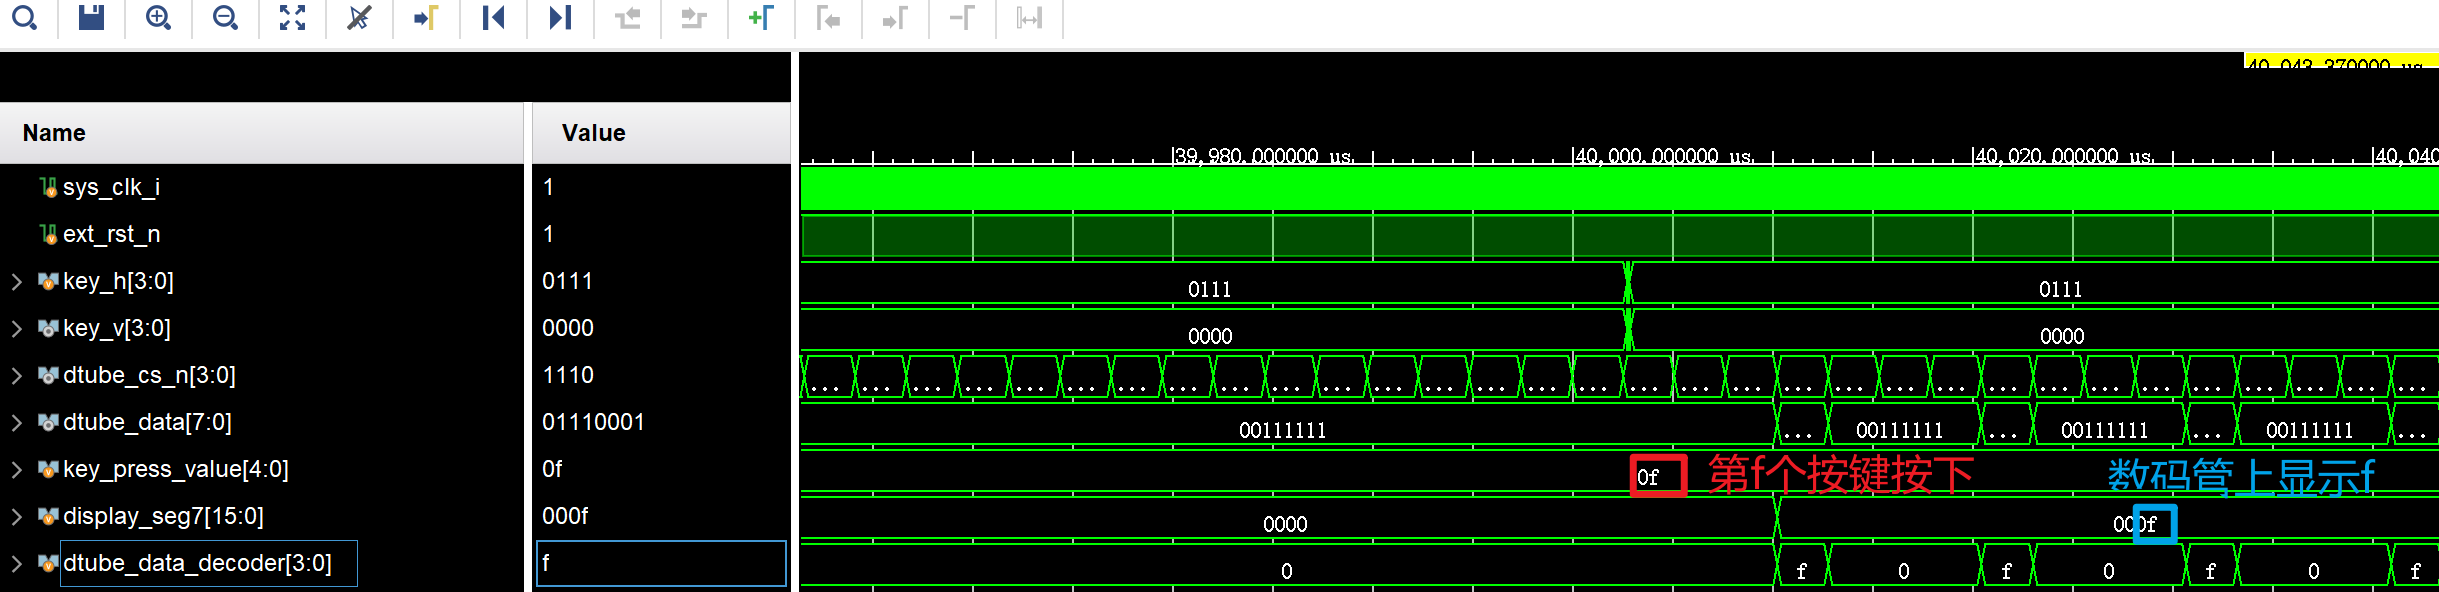 40,043.370000 us
Name Value
39,980.000000 us 40,000.000000 us 40,020.000000 us 40,040
sys_clk_i 1
ext_rst_n 1
key_h[3:0] 0111 0111 0111
key_v[3:0] 0000 0000 0000
dtube_cs_n[3:0] 1110 ... ... ... ... ... ... ... ... ... ... ... ... ... ... ... ... ... ... ... ... ... ... ... ... ... ... ... ... ... ... ... ...
dtube_data[7:0] 01110001 00111111 ... 00111111 ... 00111111 ... 00111111 ...
key_press_value[4:0] 0f 0f 第f个按键按下 数码管上显示f
display_seg7[15:0] 000f 0000 000f
dtube_data_decoder[3:0] f 0 f 0 f 0 f 0 f